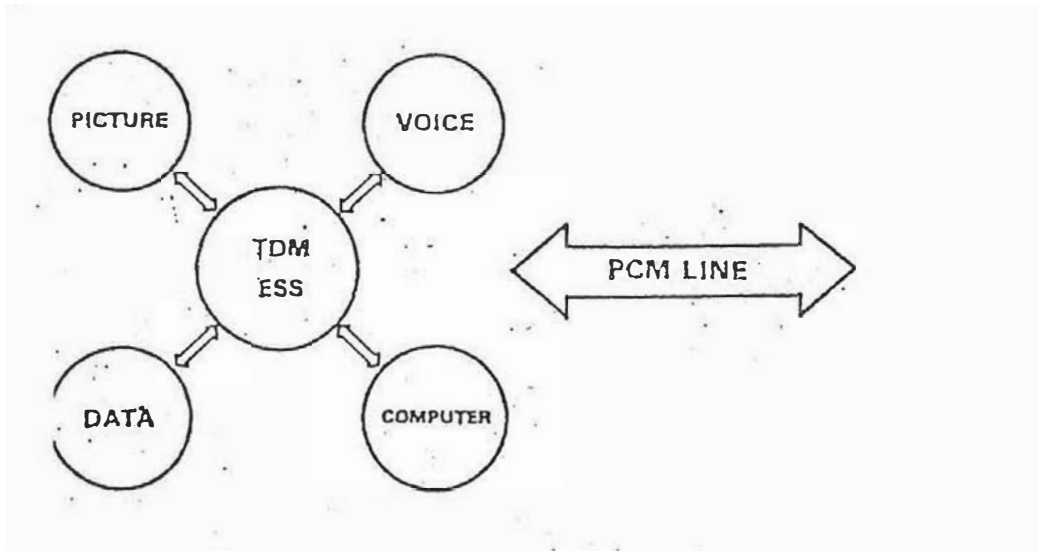 PICTURE
VOICE
TDM
ESS
PCM LINE
DATA
COMPUTER